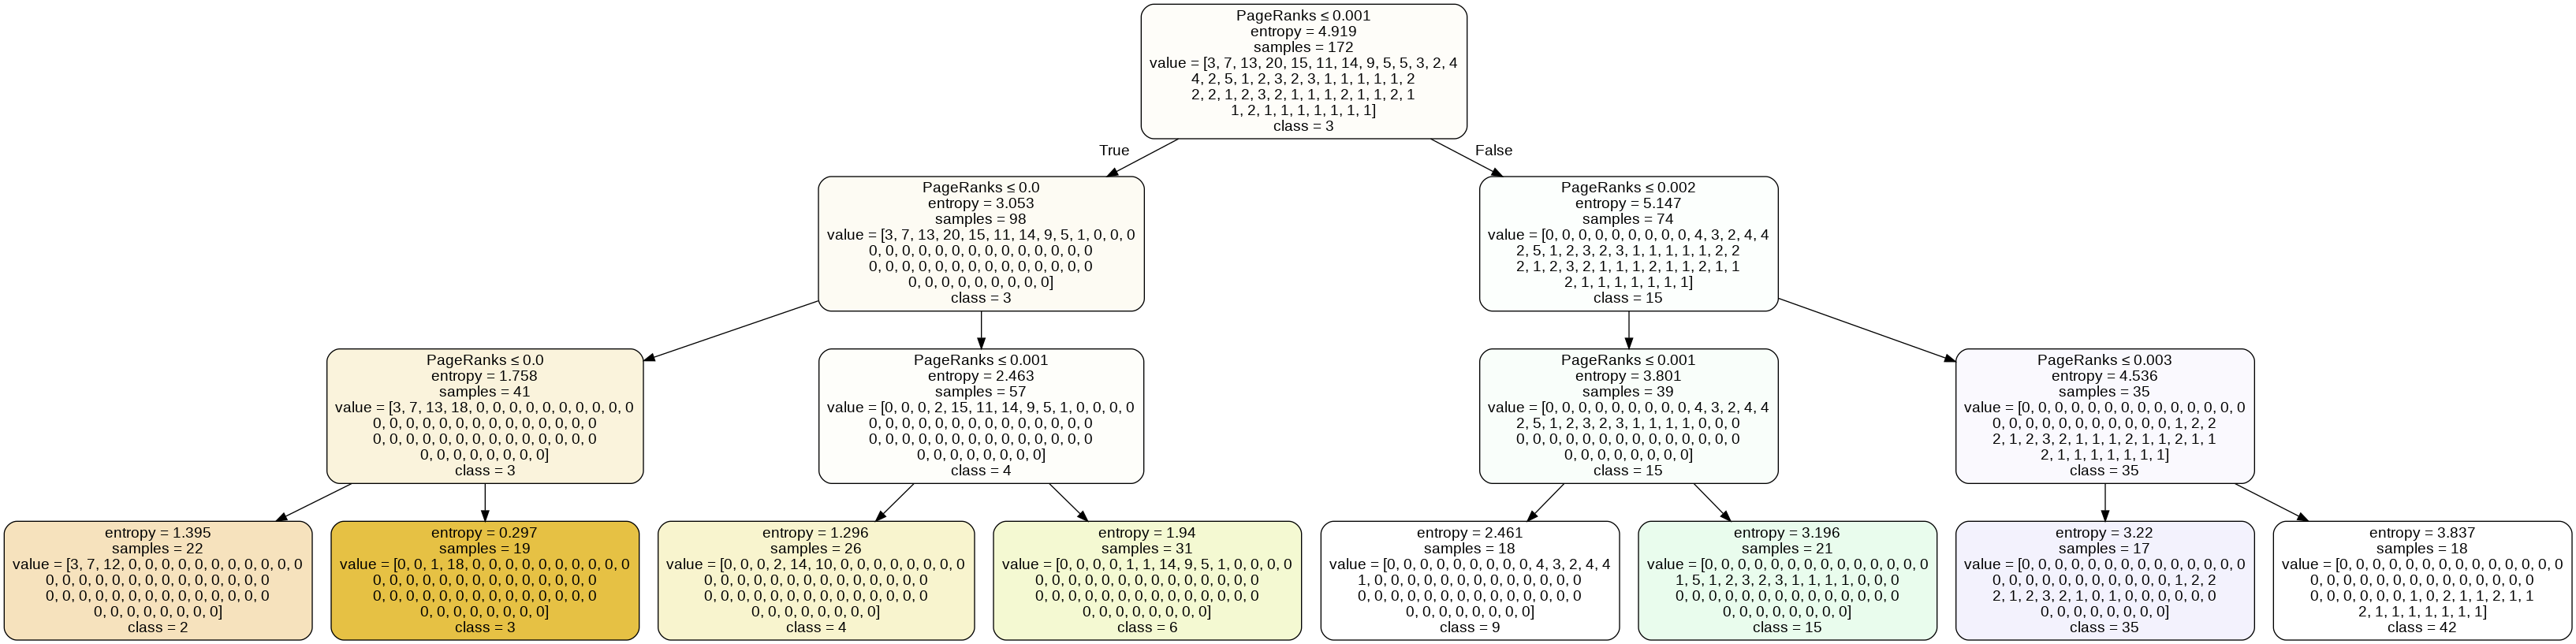 PageRanks ≤ 0.001
entropy = 4.919
samples = 172
value = [3, 7, 13, 20, 15, 11, 14, 9, 5, 5, 3, 2, 4
4, 2, 5, 1, 2, 3, 2, 3, 1, 1, 1, 1, 1, 2
2, 2, 1, 2, 3, 2, 1, 1, 1, 2, 1, 1, 2, 1
1, 2, 1, 1, 1, 1, 1, 1, 1]
class = 3
True
False
PageRanks ≤ 0.0
entropy = 3.053
samples = 98
value = [3, 7, 13, 20, 15, 11, 14, 9, 5, 1, 0, 0, 0
0, 0, 0, 0, 0, 0, 0, 0, 0, 0, 0, 0, 0, 0
0, 0, 0, 0, 0, 0, 0, 0, 0, 0, 0, 0, 0, 0
0, 0, 0, 0, 0, 0, 0, 0, 0]
class = 3
PageRanks ≤ 0.002
entropy = 5.147
samples = 74
value = [0, 0, 0, 0, 0, 0, 0, 0, 0, 4, 3, 2, 4, 4
2, 5, 1, 2, 3, 2, 3, 1, 1, 1, 1, 1, 2, 2
2, 1, 2, 3, 2, 1, 1, 1, 2, 1, 1, 2, 1, 1
2, 1, 1, 1, 1, 1, 1, 1]
class = 15
PageRanks ≤ 0.0
entropy = 1.758
samples = 41
value = [3, 7, 13, 18, 0, 0, 0, 0, 0, 0, 0, 0, 0, 0
0, 0, 0, 0, 0, 0, 0, 0, 0, 0, 0, 0, 0, 0
0, 0, 0, 0, 0, 0, 0, 0, 0, 0, 0, 0, 0, 0
0, 0, 0, 0, 0, 0, 0, 0]
class = 3
PageRanks ≤ 0.001
entropy = 2.463
samples = 57
value = [0, 0, 0, 2, 15, 11, 14, 9, 5, 1, 0, 0, 0, 0
0, 0, 0, 0, 0, 0, 0, 0, 0, 0, 0, 0, 0, 0
0, 0, 0, 0, 0, 0, 0, 0, 0, 0, 0, 0, 0, 0
0, 0, 0, 0, 0, 0, 0, 0]
class = 4
PageRanks ≤ 0.001
entropy = 3.801
samples = 39
value = [0, 0, 0, 0, 0, 0, 0, 0, 0, 4, 3, 2, 4, 4
2, 5, 1, 2, 3, 2, 3, 1, 1, 1, 1, 0, 0, 0
0, 0, 0, 0, 0, 0, 0, 0, 0, 0, 0, 0, 0, 0
0, 0, 0, 0, 0, 0, 0, 0]
class = 15
PageRanks ≤ 0.003
entropy = 4.536
samples = 35
value = [0, 0, 0, 0, 0, 0, 0, 0, 0, 0, 0, 0, 0, 0
0, 0, 0, 0, 0, 0, 0, 0, 0, 0, 0, 1, 2, 2
2, 1, 2, 3, 2, 1, 1, 1, 2, 1, 1, 2, 1, 1
2, 1, 1, 1, 1, 1, 1, 1]
class = 35
entropy = 1.395
samples = 22
value = [3, 7, 12, 0, 0, 0, 0, 0, 0, 0, 0, 0, 0, 0
0, 0, 0, 0, 0, 0, 0, 0, 0, 0, 0, 0, 0, 0
0, 0, 0, 0, 0, 0, 0, 0, 0, 0, 0, 0, 0, 0
0, 0, 0, 0, 0, 0, 0, 0]
class = 2
entropy = 0.297
samples = 19
value = [0, 0, 1, 18, 0, 0, 0, 0, 0, 0, 0, 0, 0, 0
0, 0, 0, 0, 0, 0, 0, 0, 0, 0, 0, 0, 0, 0
0, 0, 0, 0, 0, 0, 0, 0, 0, 0, 0, 0, 0, 0
0, 0, 0, 0, 0, 0, 0, 0]
class = 3
entropy = 1.296
samples = 26
value = [0, 0, 0, 2, 14, 10, 0, 0, 0, 0, 0, 0, 0, 0
0, 0, 0, 0, 0, 0, 0, 0, 0, 0, 0, 0, 0, 0
0, 0, 0, 0, 0, 0, 0, 0, 0, 0, 0, 0, 0, 0
0, 0, 0, 0, 0, 0, 0, 0]
class = 4
entropy = 1.94
samples = 31
value = [0, 0, 0, 0, 1, 1, 14, 9, 5, 1, 0, 0, 0, 0
0, 0, 0, 0, 0, 0, 0, 0, 0, 0, 0, 0, 0, 0
0, 0, 0, 0, 0, 0, 0, 0, 0, 0, 0, 0, 0, 0
0, 0, 0, 0, 0, 0, 0, 0]
class = 6
entropy = 2.461
samples = 18
value = [0, 0, 0, 0, 0, 0, 0, 0, 0, 4, 3, 2, 4, 4
1, 0, 0, 0, 0, 0, 0, 0, 0, 0, 0, 0, 0, 0
0, 0, 0, 0, 0, 0, 0, 0, 0, 0, 0, 0, 0, 0
0, 0, 0, 0, 0, 0, 0, 0]
class = 9
entropy = 3.196
samples = 21
value = [0, 0, 0, 0, 0, 0, 0, 0, 0, 0, 0, 0, 0, 0
1, 5, 1, 2, 3, 2, 3, 1, 1, 1, 1, 0, 0, 0
0, 0, 0, 0, 0, 0, 0, 0, 0, 0, 0, 0, 0, 0
0, 0, 0, 0, 0, 0, 0, 0]
class = 15
entropy = 3.22
samples = 17
value = [0, 0, 0, 0, 0, 0, 0, 0, 0, 0, 0, 0, 0, 0
0, 0, 0, 0, 0, 0, 0, 0, 0, 0, 0, 1, 2, 2
2, 1, 2, 3, 2, 1, 0, 1, 0, 0, 0, 0, 0, 0
0, 0, 0, 0, 0, 0, 0, 0]
class = 35
entropy = 3.837
samples = 18
value = [0, 0, 0, 0, 0, 0, 0, 0, 0, 0, 0, 0, 0, 0
0, 0, 0, 0, 0, 0, 0, 0, 0, 0, 0, 0, 0, 0
0, 0, 0, 0, 0, 0, 1, 0, 2, 1, 1, 2, 1, 1
2, 1, 1, 1, 1, 1, 1, 1]
class = 42